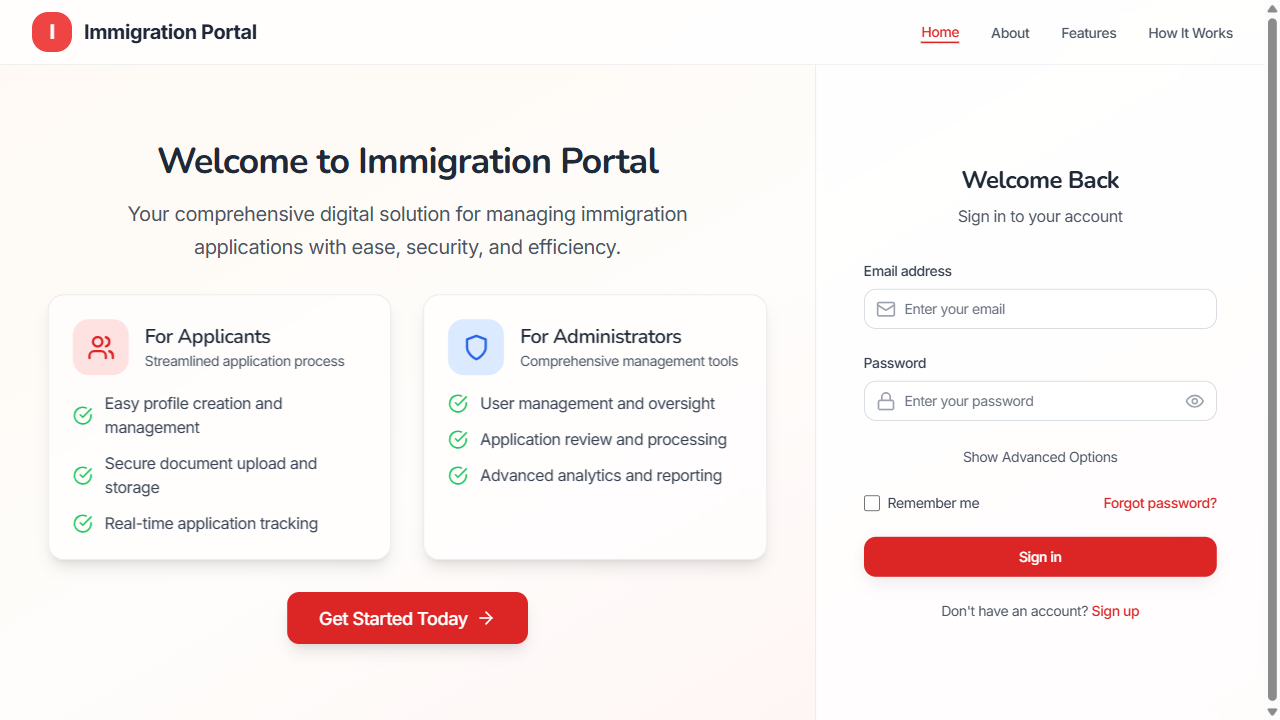 I
Immigration Portal
Home
About
Features
How It Works
Welcome to Immigration Portal
Your comprehensive digital solution for managing immigration
applications with ease, security, and efficiency.
For Applicants
Streamlined application process
Easy profile creation and
management
Secure document upload and
storage
Real-time application tracking
For Administrators
Comprehensive management tools
User management and oversight
Application review and processing
Advanced analytics and reporting
Get Started Today
Welcome Back
Sign in to your account
Email address
Enter your email
Password
Enter your password
Show Advanced Options
Remember me
Forgot password?
Sign in
Don't have an account? Sign up